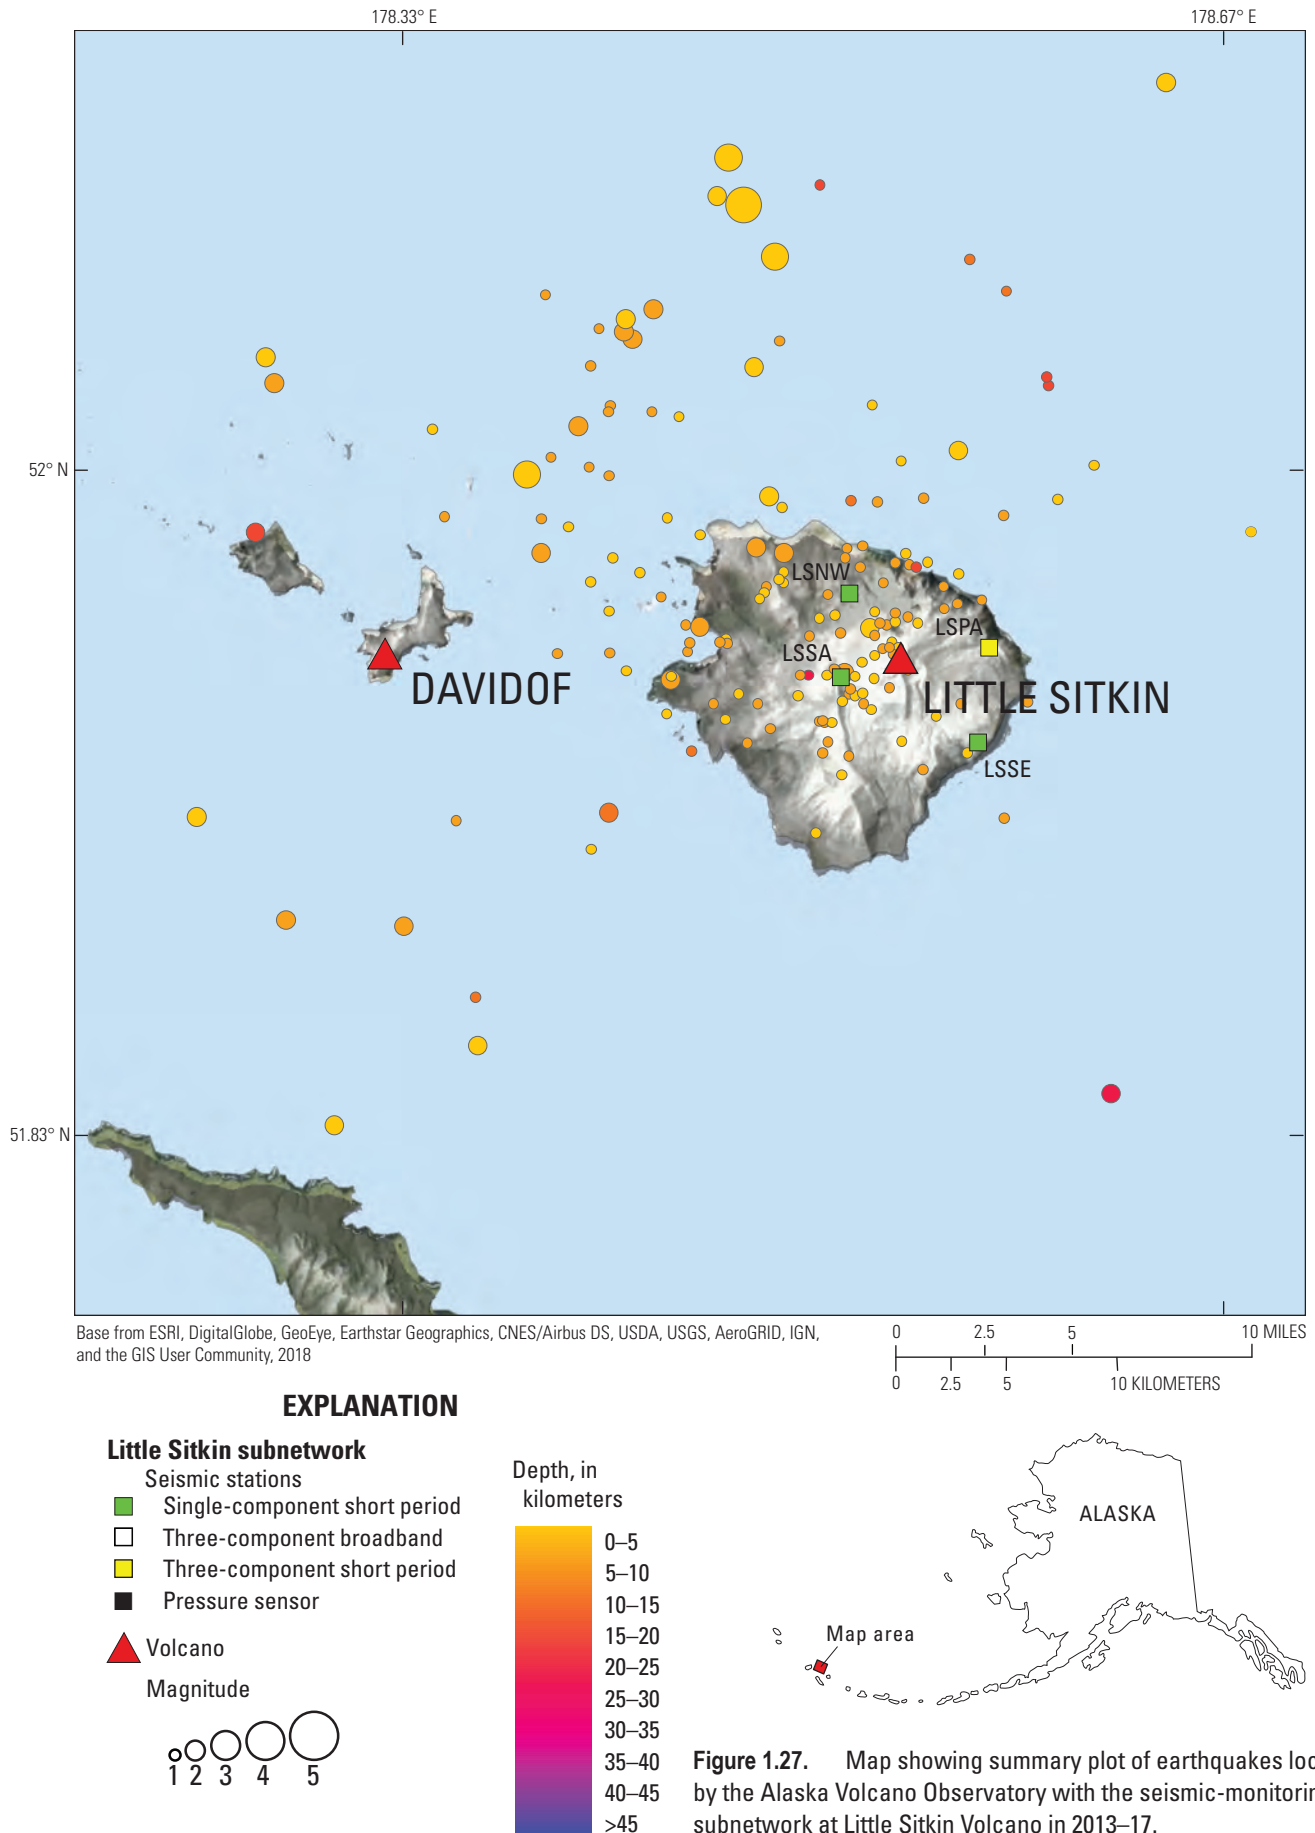 178.33° E
178.67° E
52° N
LSNW
LSPA
LSSA
DAVIDOF
LITTLE SITKIN
LSSE
51.83° N
Base from ESRI, DigitalGlobe, GeoEye, Earthstar Geographics, CNES/Airbus DS, USDA, USGS, AeroGRID, IGN,
and the GIS User Community, 2018
0 2.5 5 10 MILES
0 2.5 5 10 KILOMETERS
EXPLANATION
Little Sitkin subnetwork
Seismic stations
Single-component short period
Three-component broadband
Three-component short period
Pressure sensor
Volcano
Magnitude
1 2 3 4 5
Depth, in
kilometers
0–5
5–10
10–15
15–20
20–25
25–30
30–35
35–40
40–45
>45
ALASKA
Map area
Figure 1.27. Map showing summary plot of earthquakes loc
by the Alaska Volcano Observatory with the seismic-monitorin
subnetwork at Little Sitkin Volcano in 2013–17.